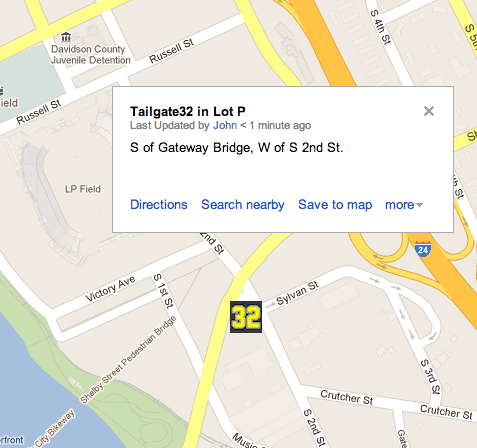 S 4th St
S 5th
Davidson County
Juvenile Detention
Russell St
Field
Russell St
Tailgate32 in Lot P
Last Updated by John < 1 minute ago
S of Gateway Bridge, W of S 2nd St.
Directions Search nearby Save to map more
LP Field
2nd St
24
Victory Ave
S 1st St
32
Sylvan St
Shelby Street Pedestrian Bridge
S 3rd St
Crutcher St
Crutcher St
S 2nd St
City Bikeway